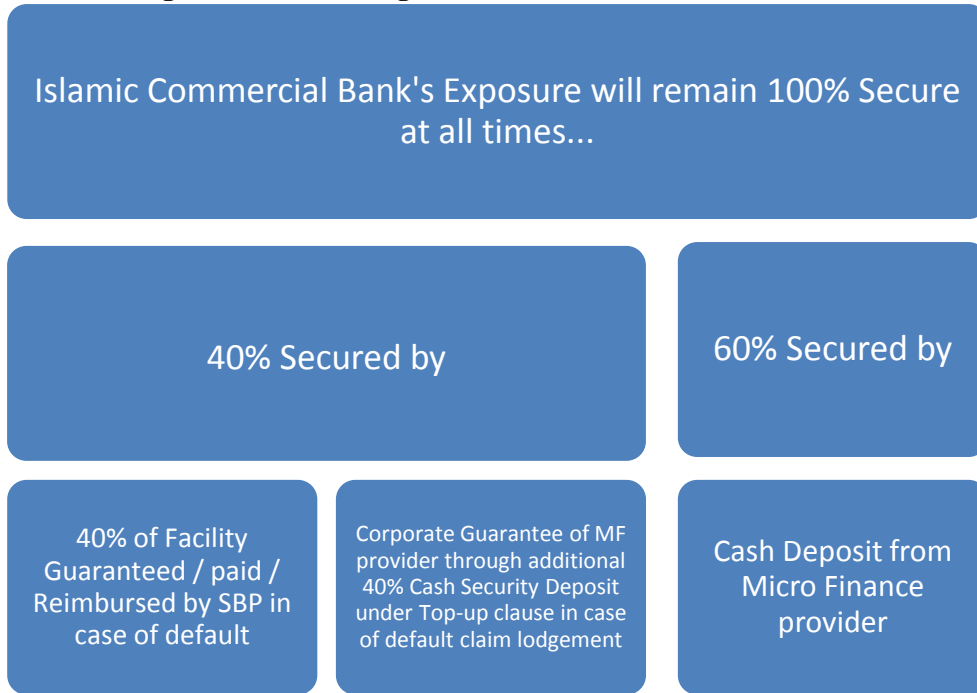 Islamic Commercial Bank's Exposure will remain 100% Secure
at all times...
40% Secured by
60% Secured by
40% of Facility
Guaranteed / paid /
Reimbursed by SBP in
case of default
Corporate Guarantee of MF
provider through additional
40% Cash Security Deposit
under Top-up clause in case
of default claim lodgement
Cash Deposit from
Micro Finance
provider